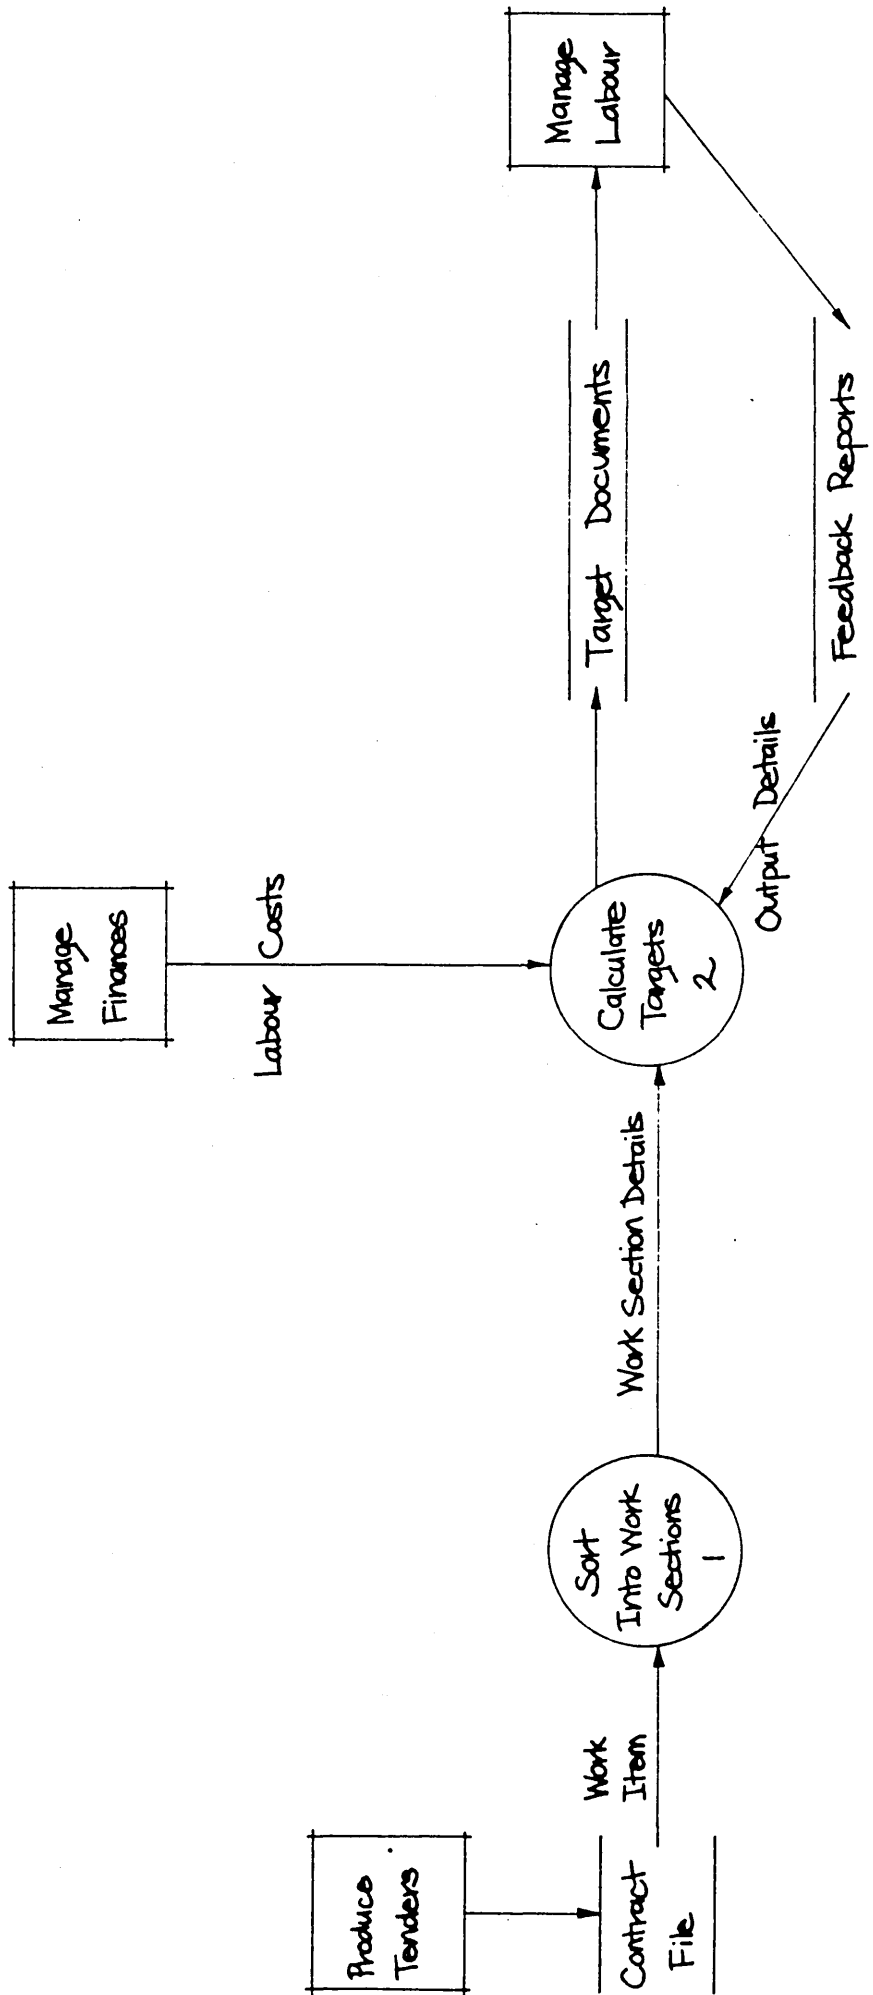 Manage
Finances
Labour Costs
Produce
Tenders
Contract
File
Work
Item
Sort
Into Work
Sections
1
Work Section Details
Calculate
Targets
2
Target Documents
Manage
Labour
Output Details
Feedback Reports